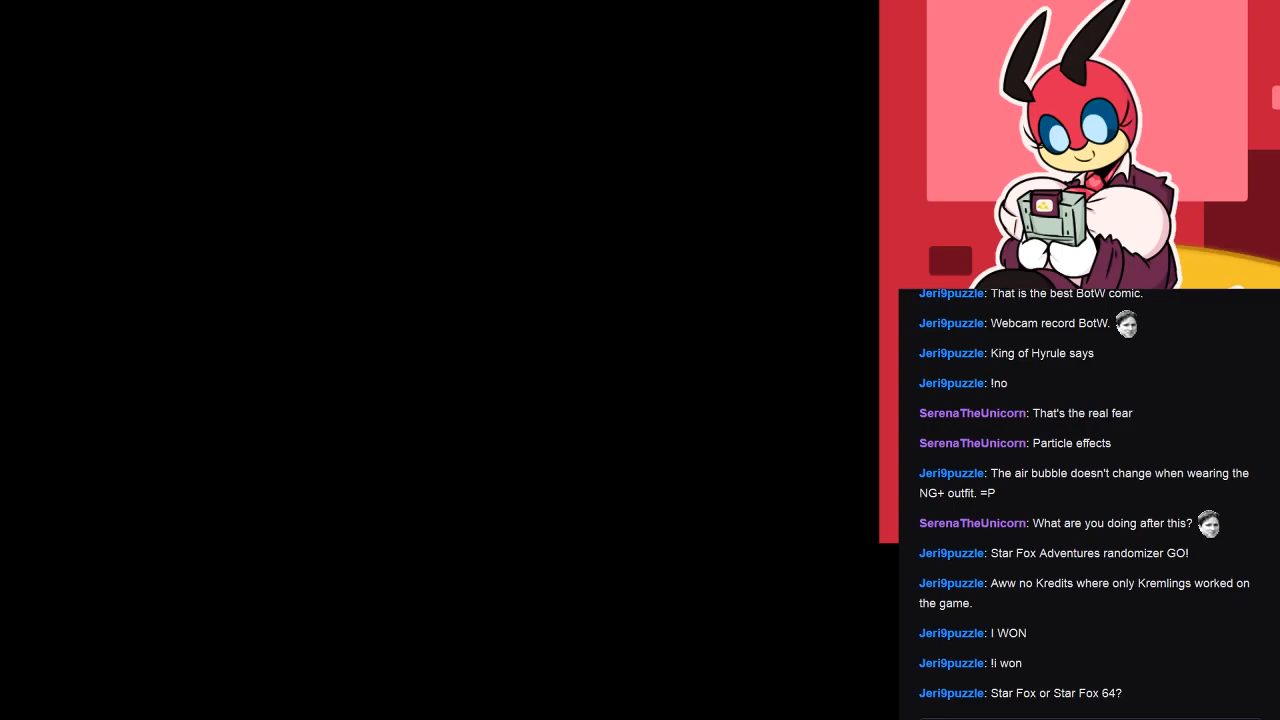 Jeri9puzzle: That is the best BotW comic.
Jeri9puzzle: Webcam record BotW.
Jeri9puzzle: King of Hyrule says
Jeri9puzzle: !no
SerenaTheUnicorn: That's the real fear
SerenaTheUnicorn: Particle effects
Jeri9puzzle: The air bubble doesn't change when wearing the
NG+ outfit. =P
SerenaTheUnicorn: What are you doing after this?
Jeri9puzzle: Star Fox Adventures randomizer GO!
Jeri9puzzle: Aww no Kredits where only Kremlings worked on
the game.
Jeri9puzzle: I WON
Jeri9puzzle: !i won
Jeri9puzzle: Star Fox or Star Fox 64?